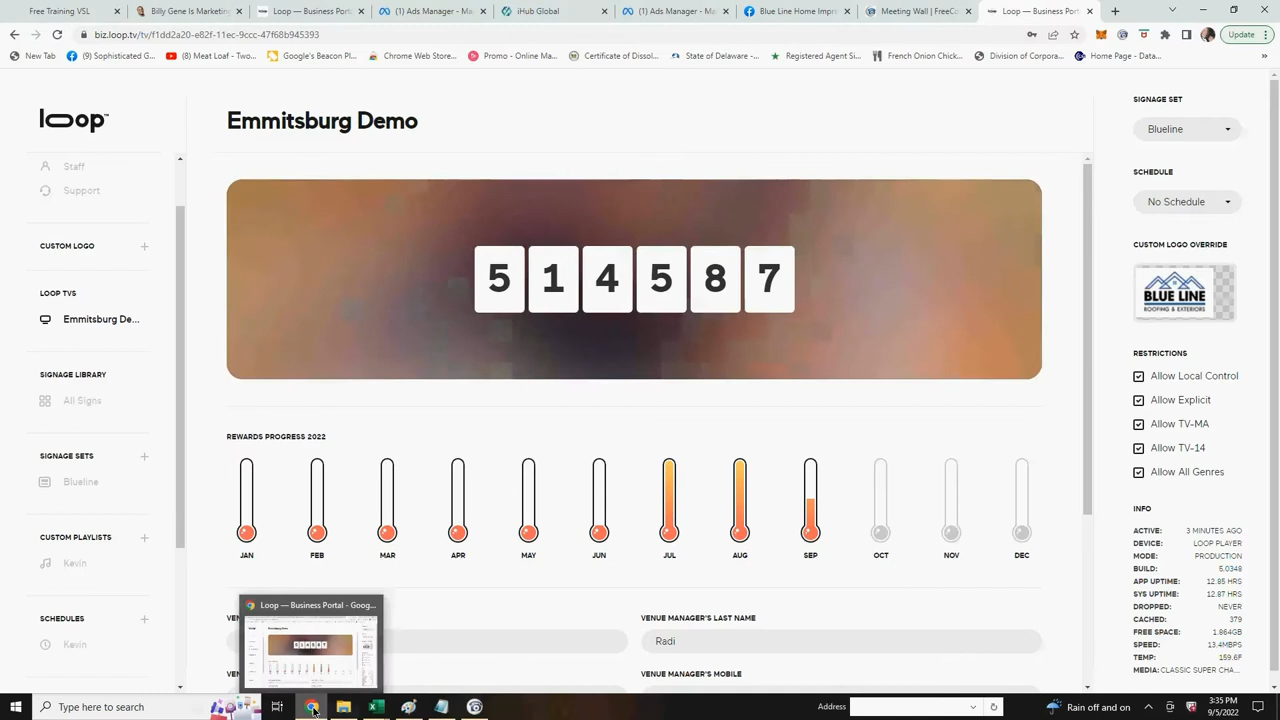 Free Training VSL
Billy Gene Is Marketing
Loop — Business Portal
(1) Ads Manager
iHub Global
(1) Ads - Ma
Blue Line Home Impro
Meeting Wall | FreeCo
Loop — Business Port
biz.loop.tv/tv/f1dd2a20-e82f-11ec-9ccc-47f68b945393
Update
New Tab
(9) Sophisticated G...
(8) Meat Loaf - Two...
Google's Beacon Pl...
Chrome Web Store...
Promo - Online Ma...
Certificate of Dissol...
State of Delaware -...
Registered Agent Si...
French Onion Chick...
Division of Corpora...
Home Page - Data...
»
loop™
Emmitsburg Demo
SIGNAGE SET
Blueline
Staff
Support
SCHEDULE
No Schedule
CUSTOM LOGO +
CUSTOM LOGO OVERRIDE
5 1 4 5 8 7
BLUE LINE
ROOFING & EXTERIORS
LOOP TVS
Emmitsburg De...
RESTRICTIONS
Allow Local Control
SIGNAGE LIBRARY
All Signs
Allow Explicit
Allow TV-MA
REWARDS PROGRESS 2022
Allow TV-14
SIGNAGE SETS +
Blueline
Allow All Genres
INFO
CUSTOM PLAYLISTS +
Kevin
JAN FEB MAR APR MAY JUN JUL AUG SEP OCT NOV DEC
ACTIVE: 3 MINUTES AGO
DEVICE: LOOP PLAYER
MODE: PRODUCTION
BUILD: 5.0348
APP UPTIME: 12.85 HRS
SYS UPTIME: 12.87 HRS
DROPPED: NEVER
CACHED: 379
FREE SPACE: 1.864GB
SPEED: 13.4MBPS
TEMP: 159.6F
MEDIA: CLASSIC SUPER CHA...
SCHEDULES +
Kevin
Loop — Business Portal - Goog...
VEN
VENUE MANAGER'S LAST NAME
Radi
VEN
VENUE MANAGER'S MOBILE
Type here to search
Address
Rain off and on
3:35 PM
9/5/2022